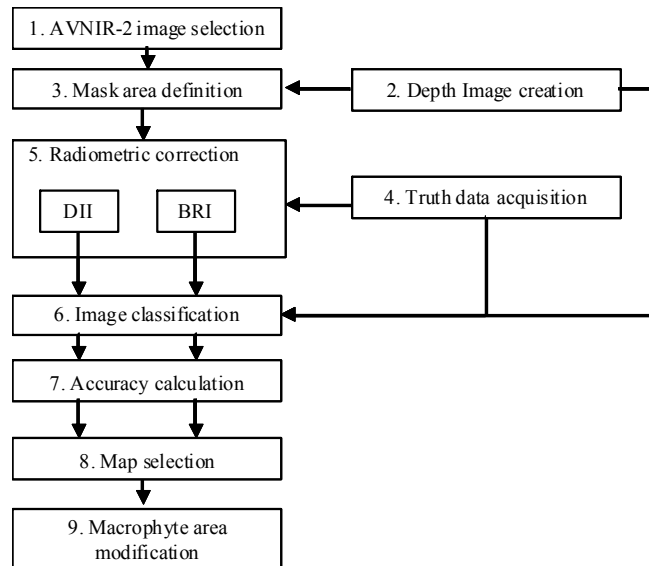 1. AVNIR-2 image selection
3. Mask area definition
2. Depth Image creation
5. Radiometric correction
DII
BRI
4. Truth data acquisition
6. Image classification
7. Accuracy calculation
8. Map selection
9. Macrophyte area
modification